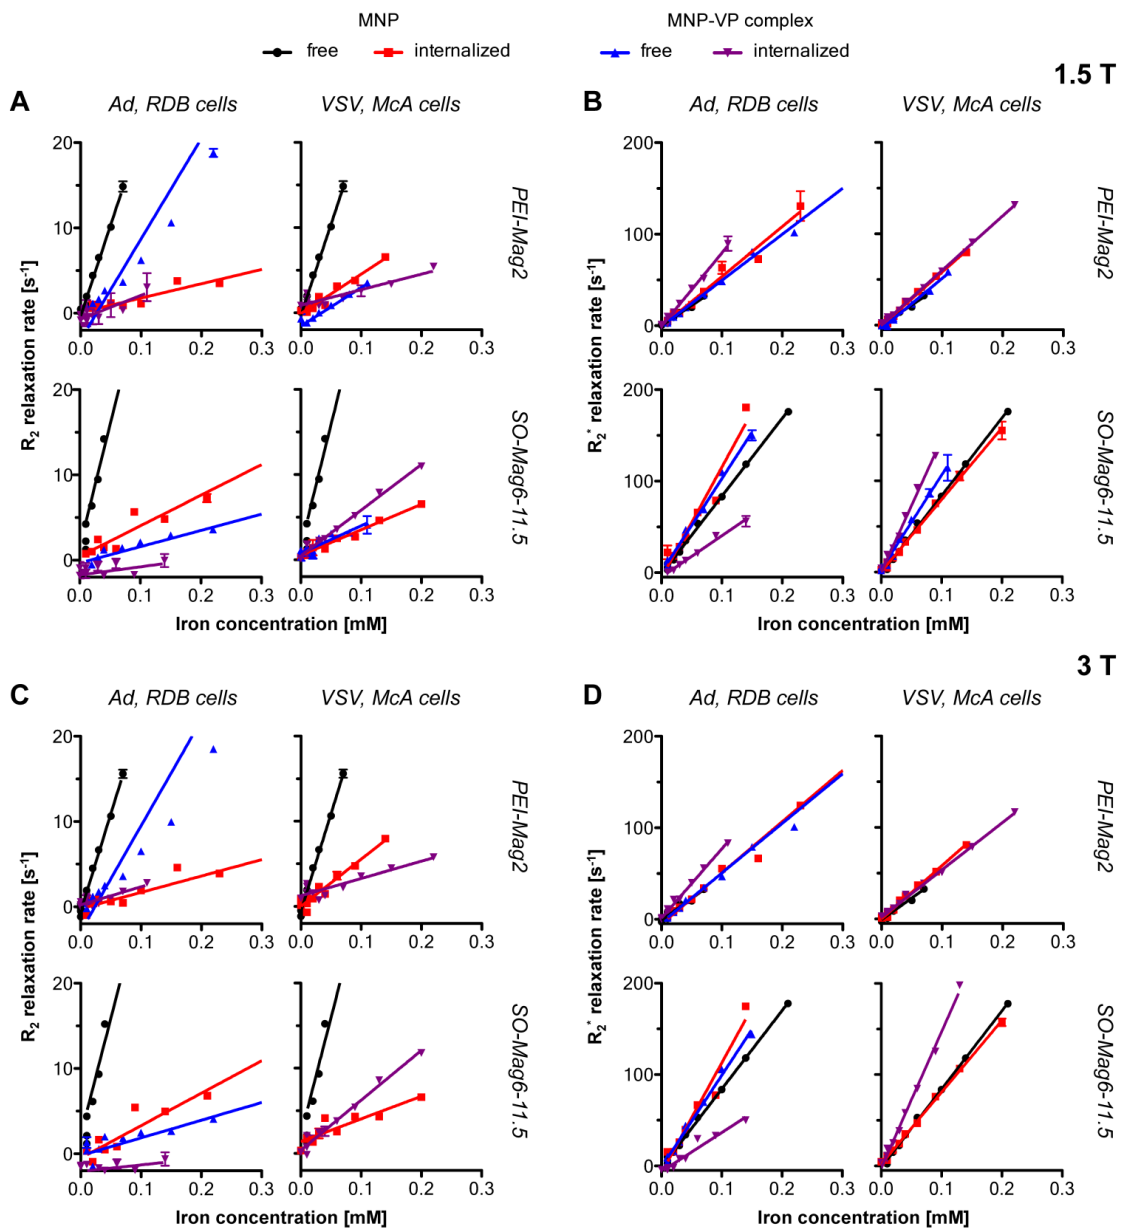 MNP MNP-VP complex
free internalized free internalized
1.5 T
A Ad, RDB cells VSV, McA cells B Ad, RDB cells VSV, McA cells
20 200
10 100
0 0
PEI-Mag2 PEI-Mag2
0.0 0.1 0.2 0.3 0.0 0.1 0.2 0.3 0.0 0.1 0.2 0.3 0.0 0.1 0.2 0.3
R2 relaxation rate [s-1] R2* relaxation rate [s-1]
20 200
10 100
0 0
SO-Mag6-11.5 SO-Mag6-11.5
0.0 0.1 0.2 0.3 0.0 0.1 0.2 0.3 0.0 0.1 0.2 0.3 0.0 0.1 0.2 0.3
Iron concentration [mM] Iron concentration [mM]
3 T
C Ad, RDB cells VSV, McA cells D Ad, RDB cells VSV, McA cells
20 200
10 100
0 0
PEI-Mag2 PEI-Mag2
0.0 0.1 0.2 0.3 0.0 0.1 0.2 0.3 0.0 0.1 0.2 0.3 0.0 0.1 0.2 0.3
R2 relaxation rate [s-1] R2* relaxation rate [s-1]
20 200
10 100
0 0
SO-Mag6-11.5 SO-Mag6-11.5
0.0 0.1 0.2 0.3 0.0 0.1 0.2 0.3 0.0 0.1 0.2 0.3 0.0 0.1 0.2 0.3
Iron concentration [mM] Iron concentration [mM]